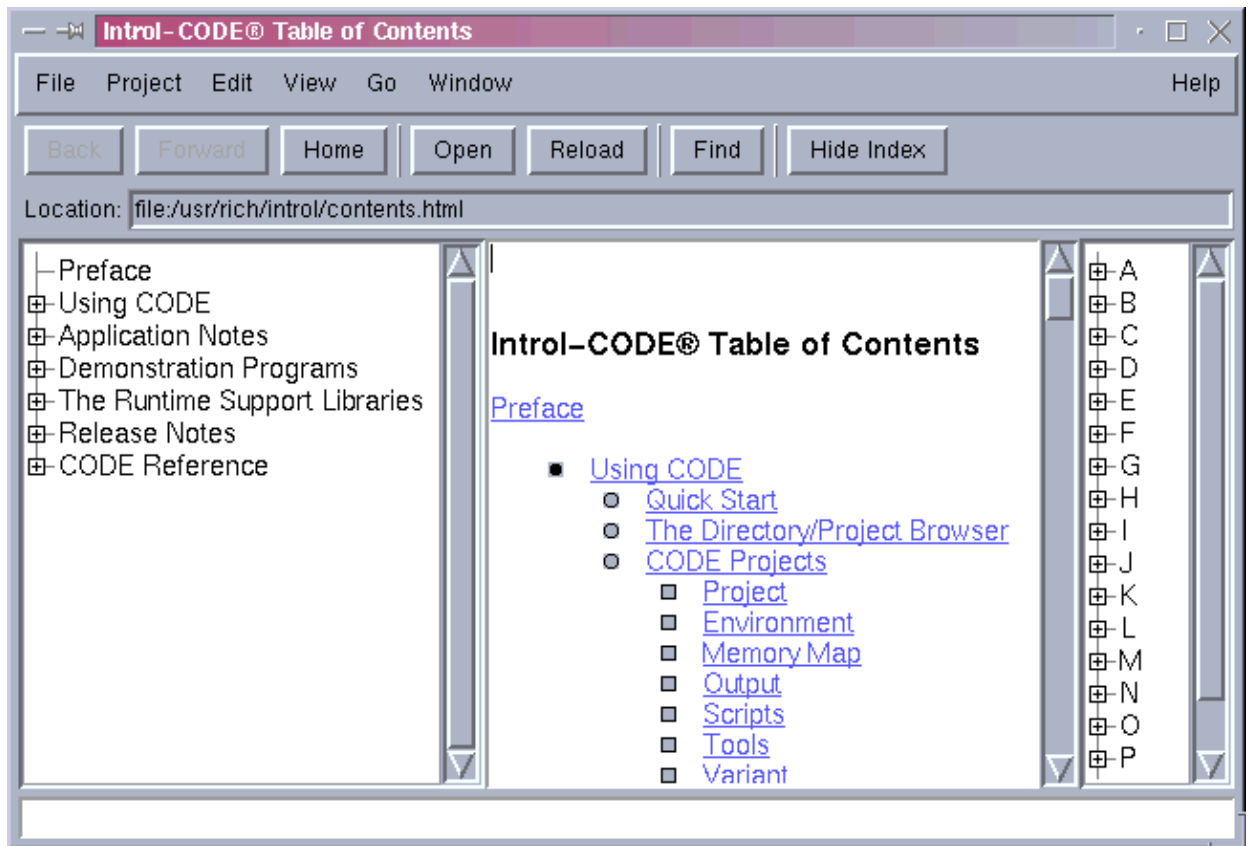 Introl-CODE® Table of Contents
File Project Edit View Go Window Help
Back Forward Home Open Reload Find Hide Index
Location: file:/usr/rich/introl/contents.html
Preface
Using CODE
Application Notes
Demonstration Programs
The Runtime Support Libraries
Release Notes
CODE Reference
Introl-CODE® Table of Contents
Preface
Using CODE
Quick Start
The Directory/Project Browser
CODE Projects
Project
Environment
Memory Map
Output
Scripts
Tools
Variant
A
B
C
D
E
F
G
H
I
J
K
L
M
N
O
P